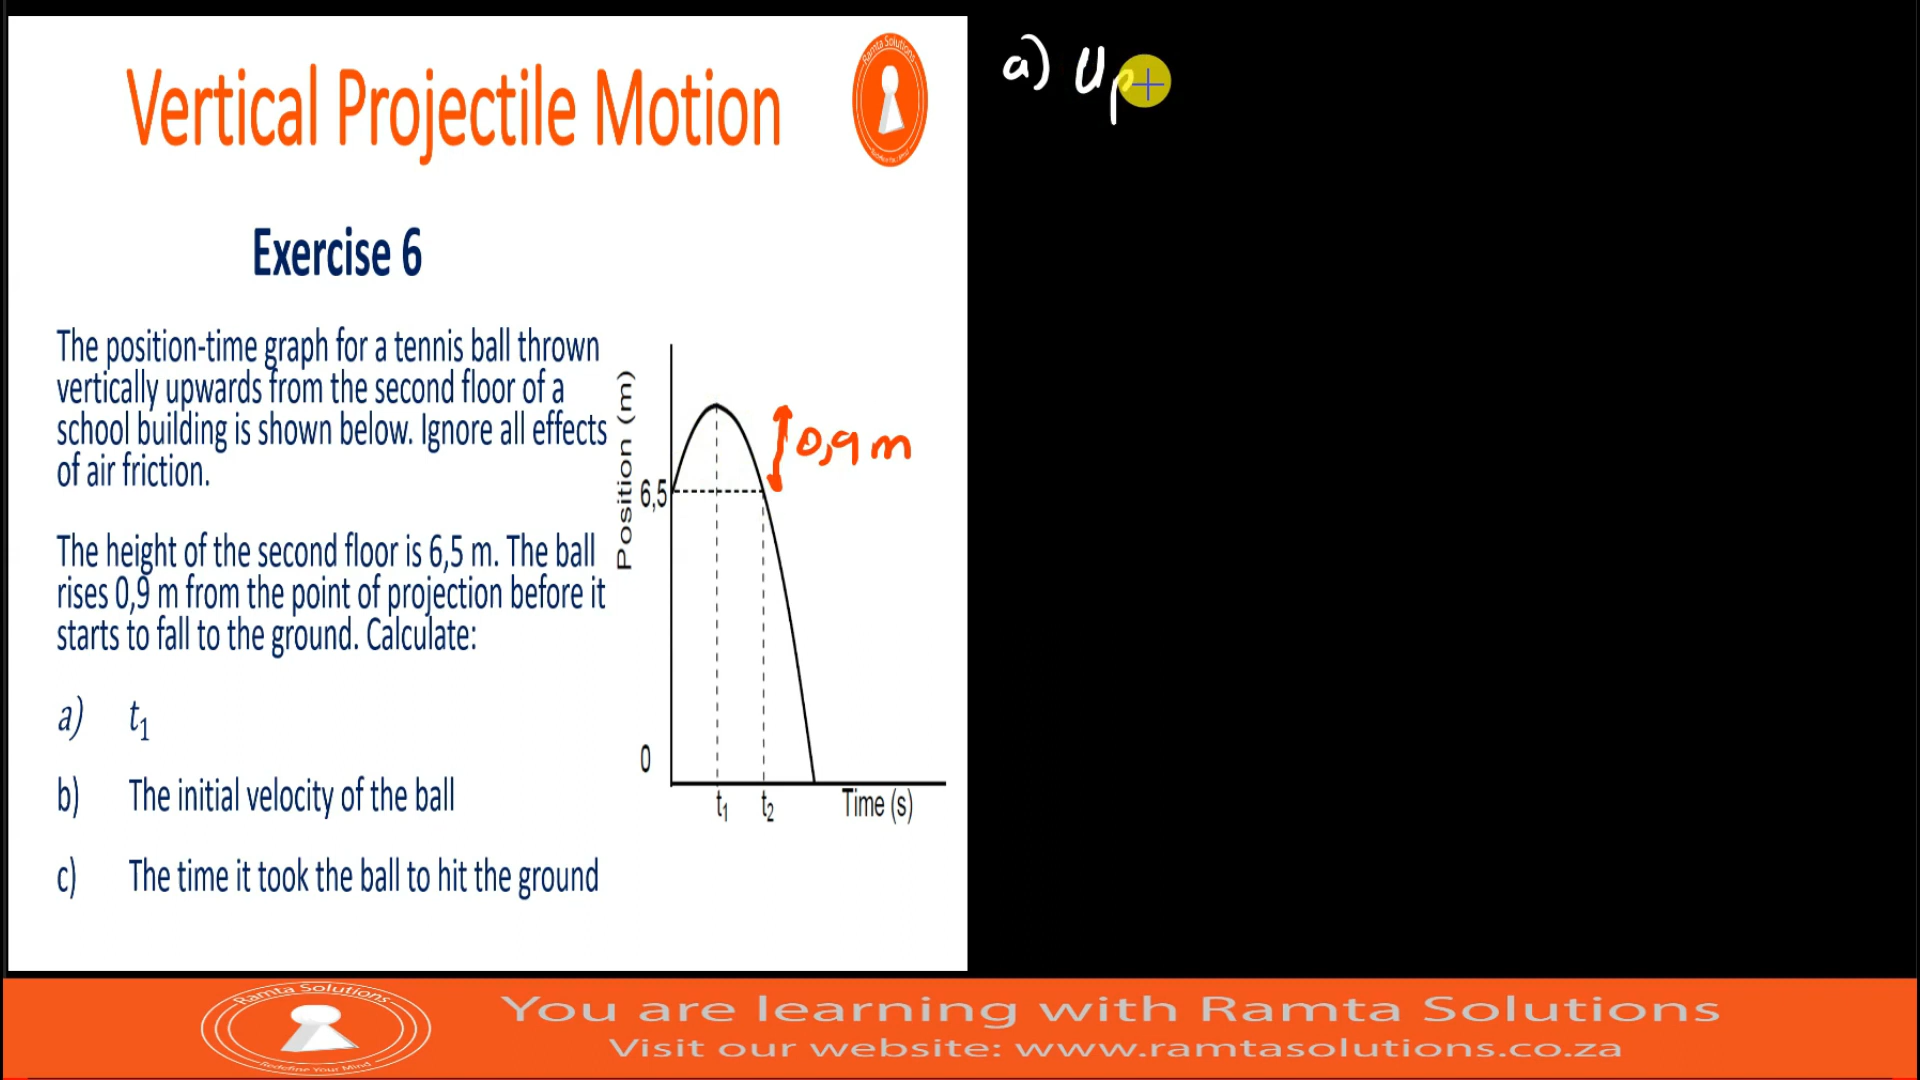 Vertical Projectile Motion
Ramta Solutions
Exercise 6
The position-time graph for a tennis ball thrown
vertically upwards from the second floor of a
school building is shown below. Ignore all effects
of air friction.
The height of the second floor is 6,5 m. The ball
rises 0,9 m from the point of projection before it
starts to fall to the ground. Calculate:
a) t₁
b) The initial velocity of the ball
c) The time it took the ball to hit the ground
Position (m)
6,5
0
t₁ t₂ Time (s)
0,9 m
a) Up
Ramta Solutions
Redefine Your Mind
You are learning with Ramta Solutions
Visit our website: www.ramtasolutions.co.za